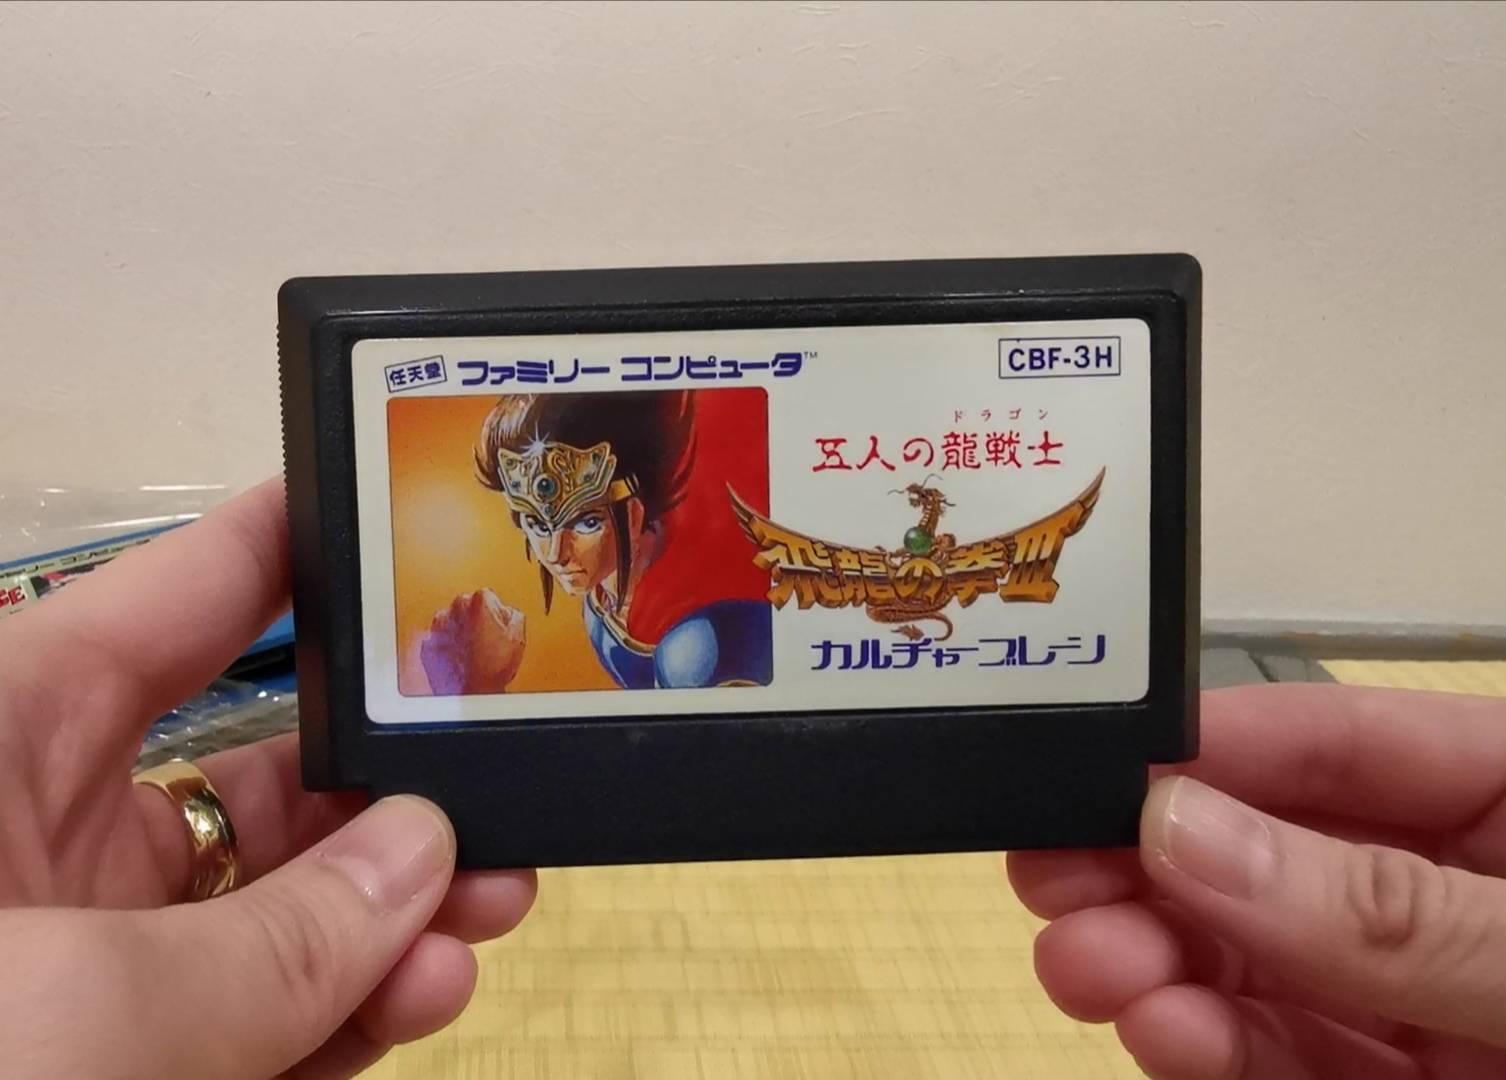 任天堂 ファミリー コンピュータ™
CBF-3H
ドラゴン
五人の龍戦士
飛龍の拳III
カルチャーブレーン